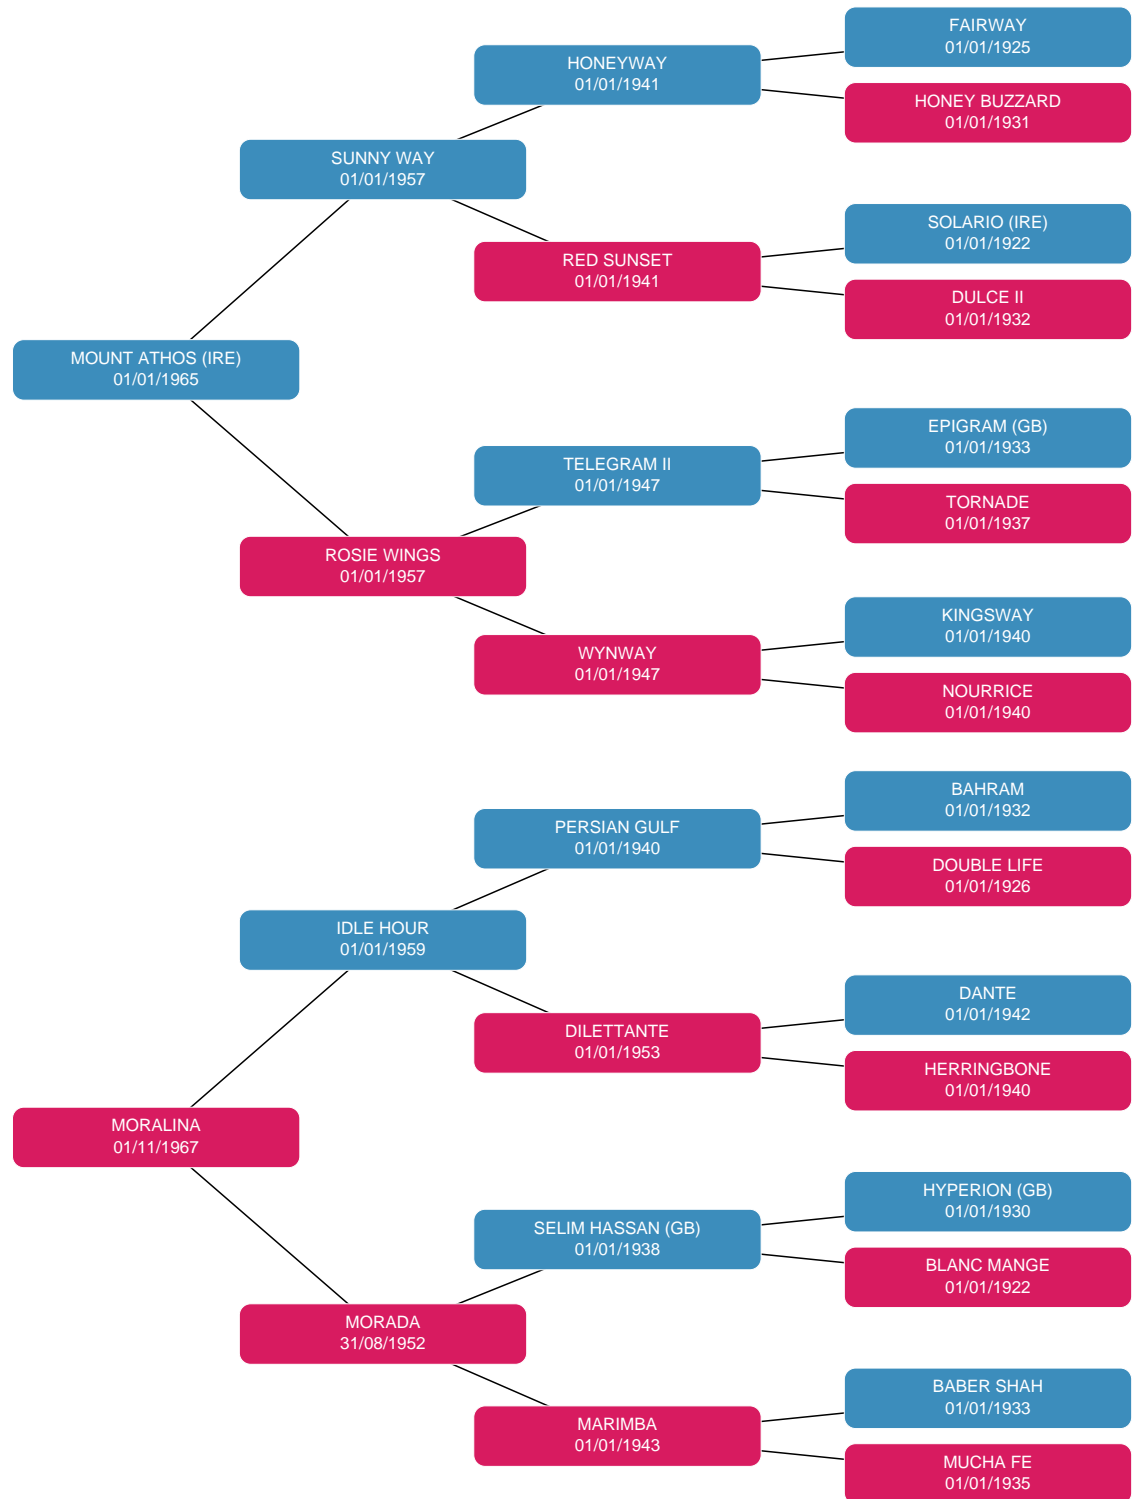 FAIRWAY
01/01/1925
HONEYWAY
01/01/1941
HONEY BUZZARD
01/01/1931
SUNNY WAY
01/01/1957
SOLARIO (IRE)
01/01/1922
RED SUNSET
01/01/1941
DULCE II
01/01/1932
MOUNT ATHOS (IRE)
01/01/1965
EPIGRAM (GB)
01/01/1933
TELEGRAM II
01/01/1947
TORNADE
01/01/1937
ROSIE WINGS
01/01/1957
KINGSWAY
01/01/1940
WYNWAY
01/01/1947
NOURRICE
01/01/1940
BAHRAM
01/01/1932
PERSIAN GULF
01/01/1940
DOUBLE LIFE
01/01/1926
IDLE HOUR
01/01/1959
DANTE
01/01/1942
DILETTANTE
01/01/1953
HERRINGBONE
01/01/1940
MORALINA
01/11/1967
HYPERION (GB)
01/01/1930
SELIM HASSAN (GB)
01/01/1938
BLANC MANGE
01/01/1922
MORADA
31/08/1952
BABER SHAH
01/01/1933
MARIMBA
01/01/1943
MUCHA FE
01/01/1935